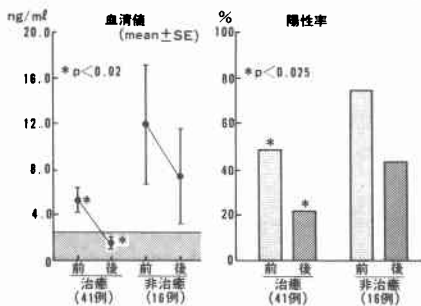 ng/ml
血清値
(mean±SE)
20.0
16.0
12.0
8.0
4.0
0
* p<0.02
*
*
前 後 前 後
治癒 非治癒
(41例) (16例)
%
陽性率
100
80
60
40
20
0
* p<0.025
*
*
前 後 前 後
治癒 非治癒
(41例) (16例)